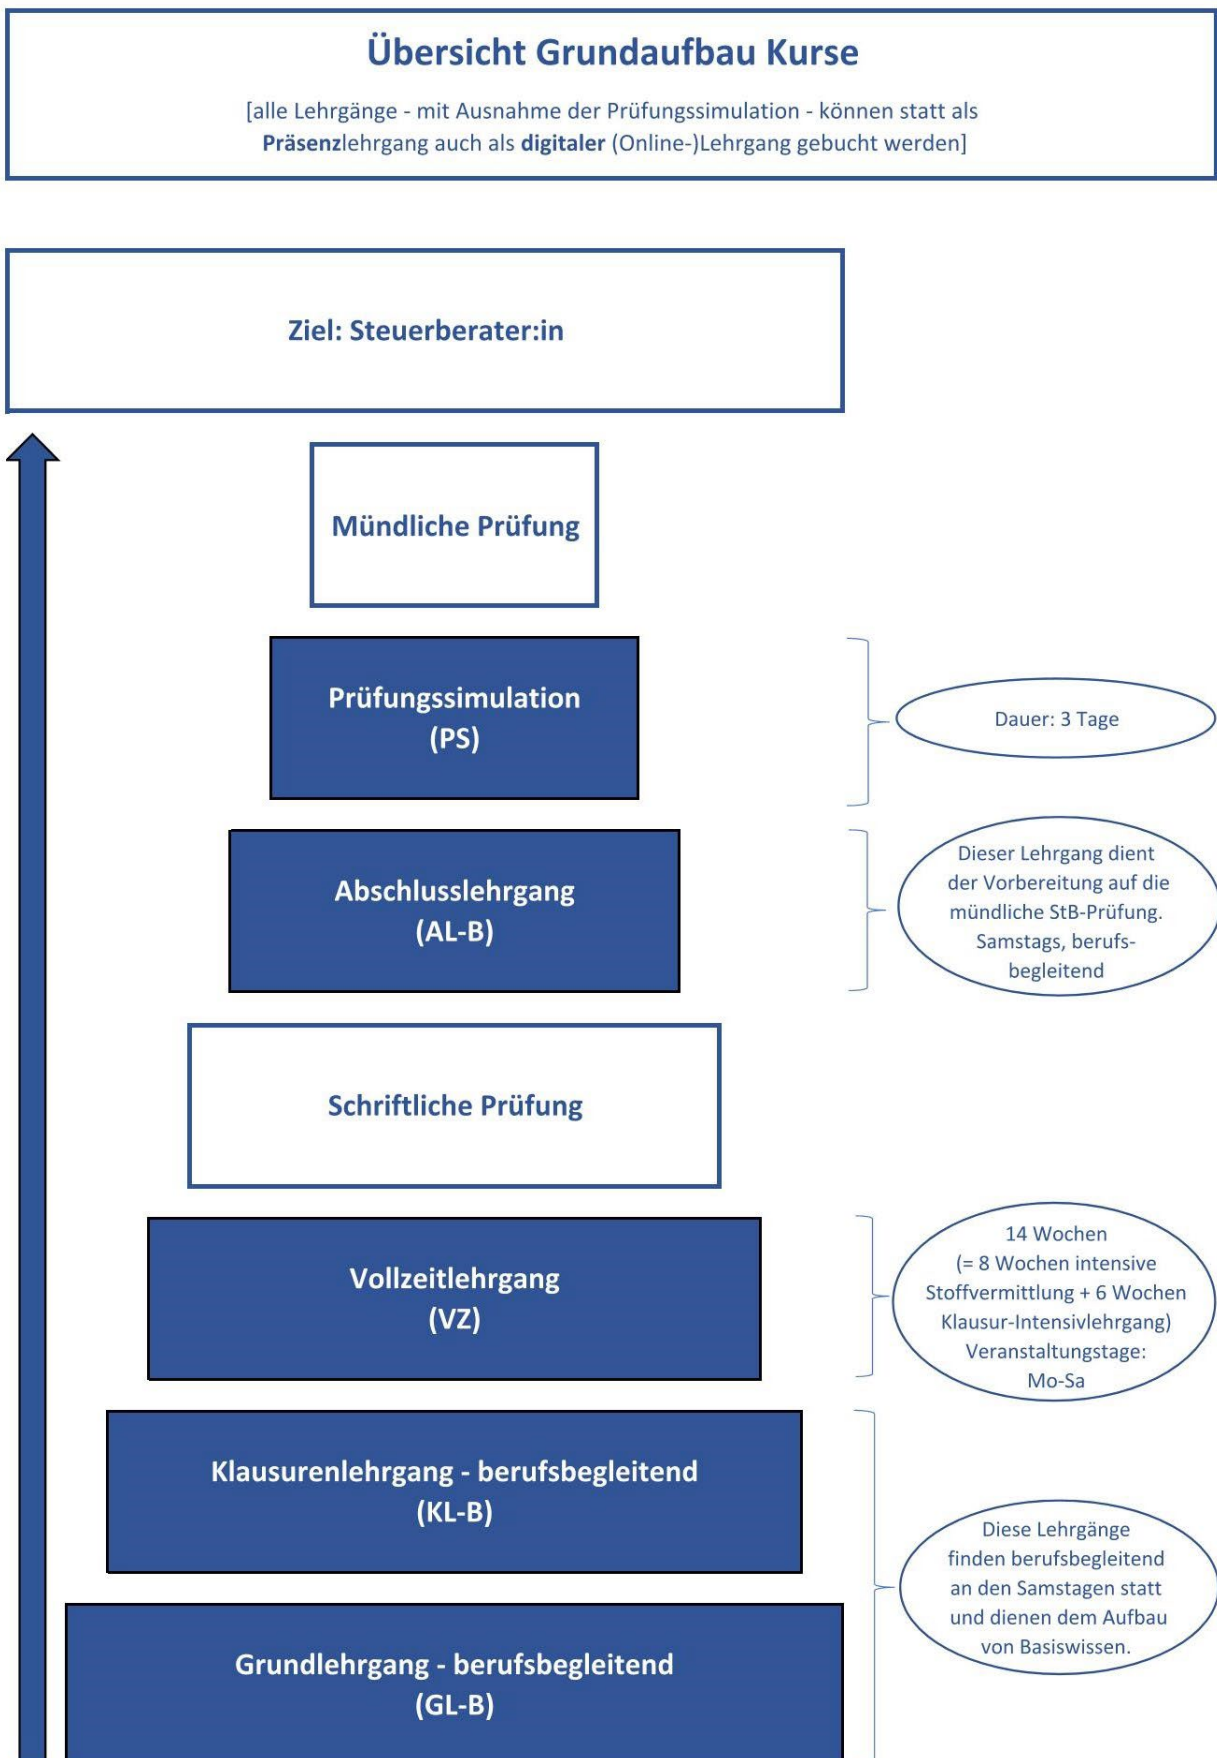 Übersicht Grundaufbau Kurse
[alle Lehrgänge - mit Ausnahme der Prüfungssimulation - können statt als
Präsenzlehrgang auch als digitaler (Online-)Lehrgang gebucht werden]
Ziel: Steuerberater:in
Mündliche Prüfung
Prüfungssimulation
(PS)
Dauer: 3 Tage
Abschlusslehrgang
(AL-B)
Dieser Lehrgang dient
der Vorbereitung auf die
mündliche StB-Prüfung.
Samstags, berufs-
begleitend
Schriftliche Prüfung
Vollzeitlehrgang
(VZ)
14 Wochen
(= 8 Wochen intensive
Stoffvermittlung + 6 Wochen
Klausur-Intensivlehrgang)
Veranstaltungstage:
Mo-Sa
Klausurenlehrgang - berufsbegleitend
(KL-B)
Grundlehrgang - berufsbegleitend
(GL-B)
Diese Lehrgänge
finden berufsbegleitend
an den Samstagen statt
und dienen dem Aufbau
von Basiswissen.